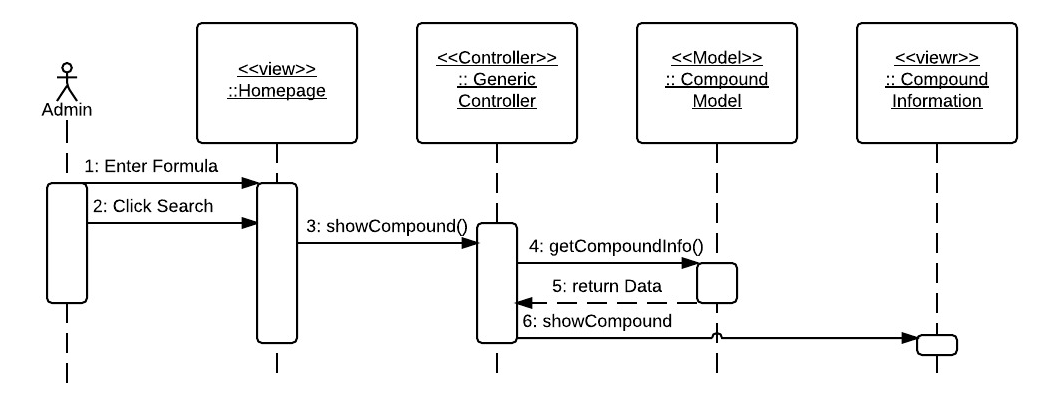 <<view>>
::Homepage
<<Controller>>
:: Generic
Controller
<<Model>>
:: Compound
Model
<<viewr>>
:: Compound
Information
Admin
1: Enter Formula
2: Click Search
3: showCompound()
4: getCompoundInfo()
5: return Data
6: showCompound